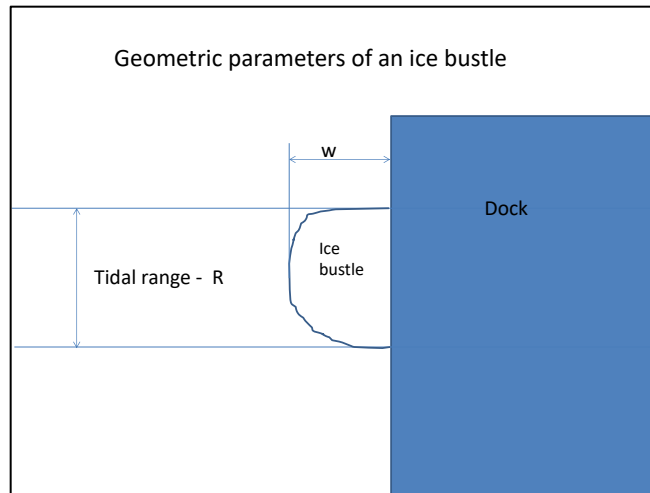 Geometric parameters of an ice bustle
w
Dock
Ice
bustle
Tidal range - R